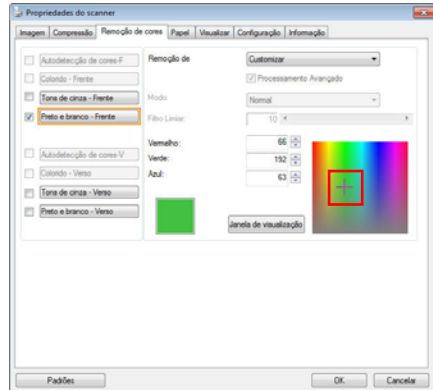 Propriedades do scanner
Imagem Compressão Remoção de cores Papel Visualizar Configuração Informação
Autodetecção de cores-F
Colorido - Frente
Tons de cinza - Frente
Preto e branco - Frente
Autodetecção de cores-V
Colorido - Verso
Tons de cinza - Verso
Preto e branco - Verso
Remoção de Customizar
Processamento Avançado
Modo: Normal
Filtro Limiar: 10
Vermelho: 66
Verde: 192
Azul: 63
Janela de visualização
Padrões OK Cancelar